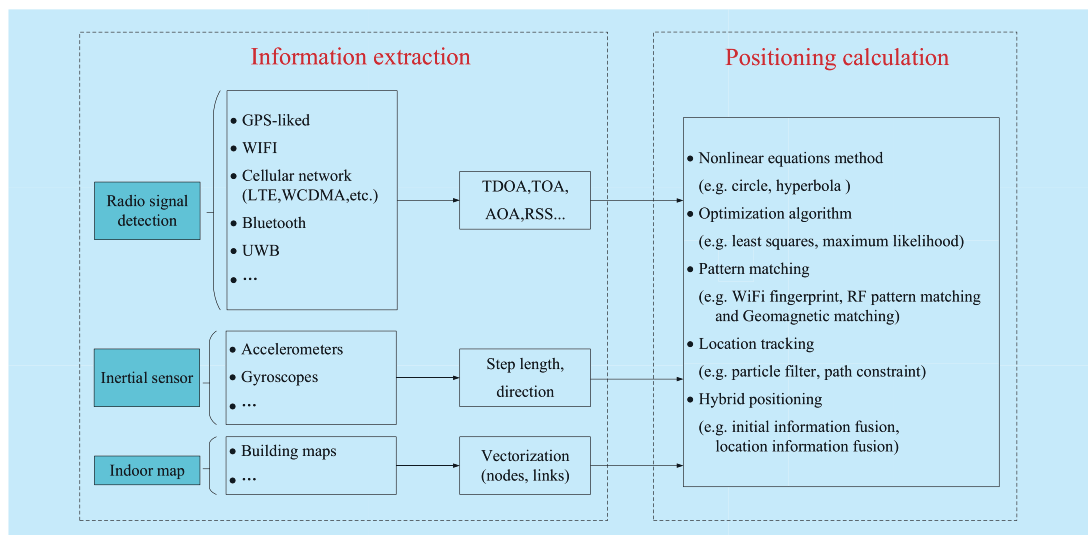 Information extraction
Radio signal
detection
• GPS-liked
• WIFI
• Cellular network
(LTE,WCDMA,etc.)
• Bluetooth
• UWB
• ...
TDOA,TOA,
AOA,RSS...
Inertial sensor
• Accelerometers
• Gyroscopes
• ...
Step length,
direction
Indoor map
• Building maps
• ...
Vectorization
(nodes, links)
Positioning calculation
• Nonlinear equations method
(e.g. circle, hyperbola )
• Optimization algorithm
(e.g. least squares, maximum likelihood)
• Pattern matching
(e.g. WiFi fingerprint, RF pattern matching
and Geomagnetic matching)
• Location tracking
(e.g. particle filter, path constraint)
• Hybrid positioning
(e.g. initial information fusion,
location information fusion)